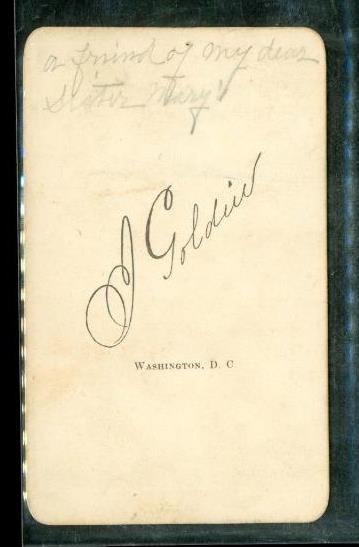 a friend of my dear
Sister Mary's
J Goldin
WASHINGTON, D. C